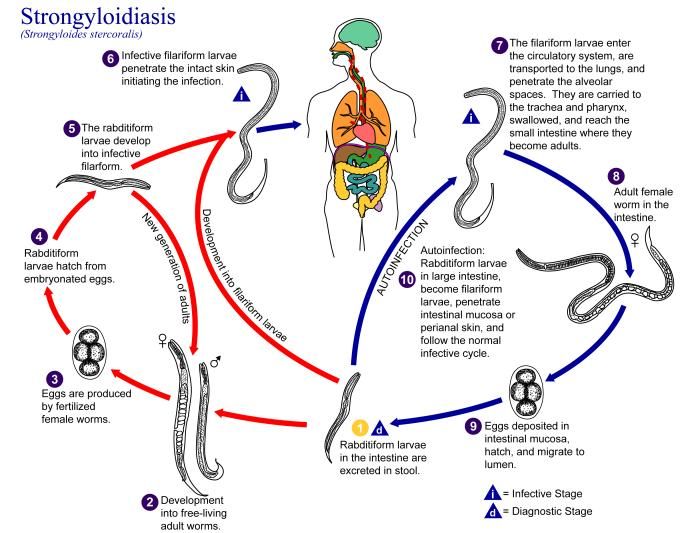 Strongyloidiasis
(Strongyloides stercoralis)
6 Infective filariform larvae
penetrate the intact skin
initiating the infection.
i
7 The filariform larvae enter
the circulatory system, are
transported to the lungs, and
penetrate the alveolar
spaces. They are carried to
the trachea and pharynx,
swallowed, and reach the
small intestine where they
become adults.
i
5 The rabditiform
larvae develop
into infective
filarform.
8
Adult female
worm in the
intestine.
♀
4
Rabditiform
larvae hatch from
embryonated eggs.
New generation of adults
Development into filariform larvae
AUTOINFECTION
Autoinfection:
10 Rabditiform larvae
in large intestine,
become filariform
larvae, penetrate
intestinal mucosa or
perianal skin, and
follow the normal
infective cycle.
♀
♂
3
Eggs are produced
by fertilized
female worms.
1 d
Rabditiform larvae
in the intestine are
excreted in stool.
9 Eggs deposited in
intestinal mucosa,
hatch, and migrate to
lumen.
2 Development
into free-living
adult worms.
i = Infective Stage
d = Diagnostic Stage